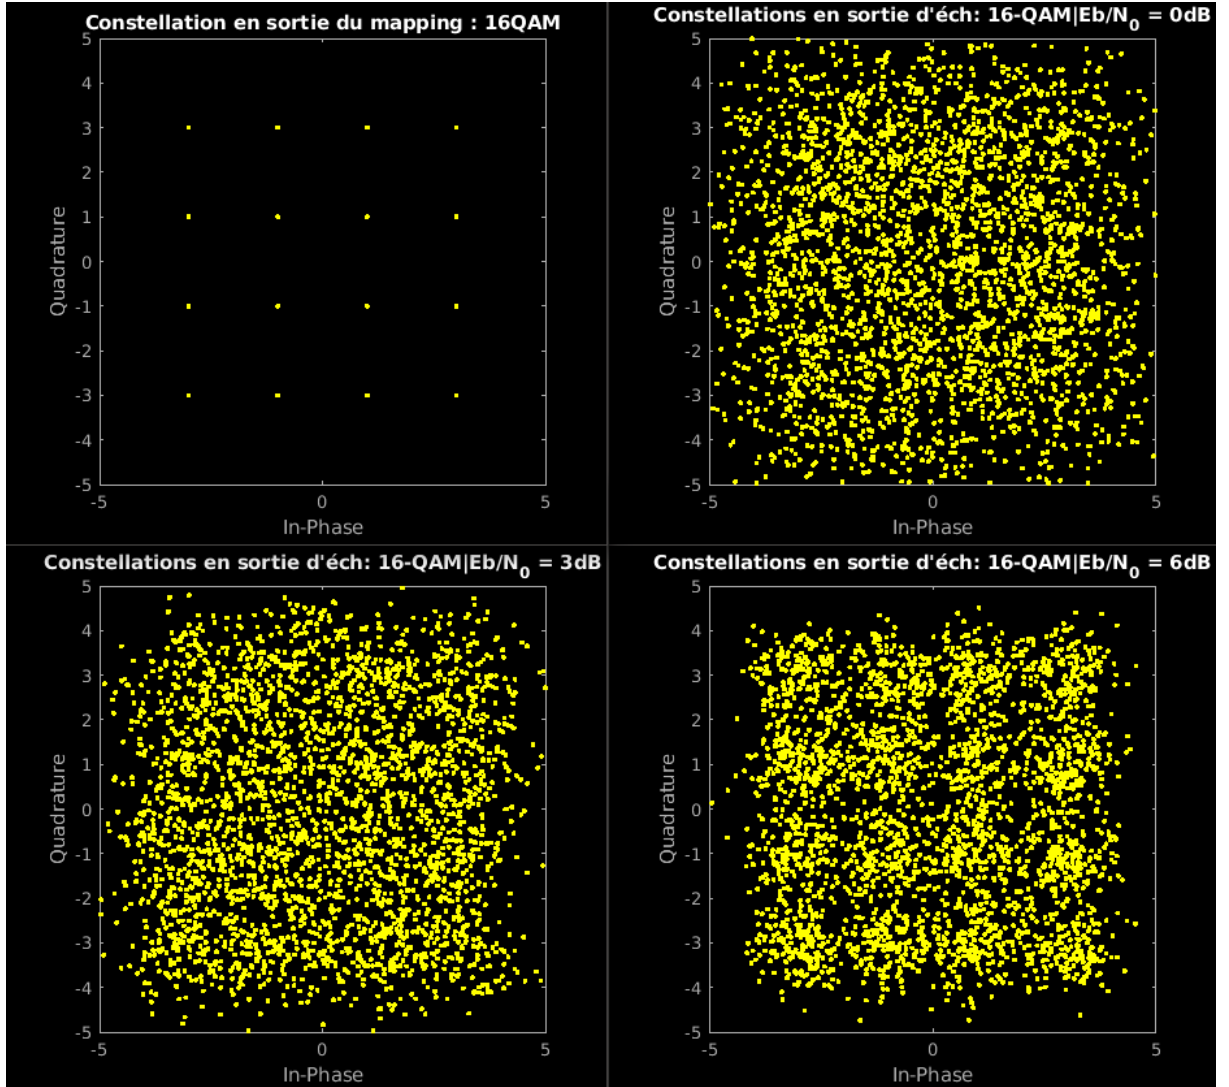 Constellation en sortie du mapping : 16QAM
5
4
3
2
1
0
-1
-2
-3
-4
-5
Quadrature
-5 0 5
In-Phase
Constellations en sortie d'éch: 16-QAM|Eb/N0 = 0dB
5
4
3
2
1
0
-1
-2
-3
-4
-5
Quadrature
-5 0 5
In-Phase
Constellations en sortie d'éch: 16-QAM|Eb/N0 = 3dB
5
4
3
2
1
0
-1
-2
-3
-4
-5
Quadrature
-5 0 5
In-Phase
Constellations en sortie d'éch: 16-QAM|Eb/N0 = 6dB
5
4
3
2
1
0
-1
-2
-3
-4
-5
Quadrature
-5 0 5
In-Phase